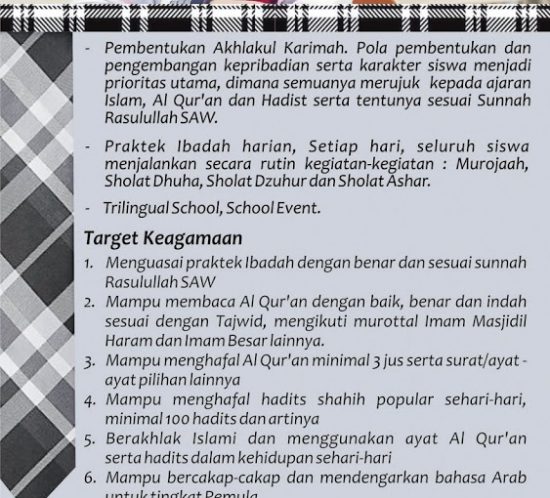 - Pembentukan Akhlakul Karimah. Pola pembentukan dan
pengembangan kepribadian serta karakter siswa menjadi
prioritas utama, dimana semuanya merujuk kepada ajaran
Islam, Al Qur'an dan Hadist serta tentunya sesuai Sunnah
Rasulullah SAW.
- Praktek Ibadah harian, Setiap hari, seluruh siswa
menjalankan secara rutin kegiatan-kegiatan : Murojaah,
Sholat Dhuha, Sholat Dzuhur dan Sholat Ashar.
- Trilingual School, School Event.
Target Keagamaan
1. Menguasai praktek Ibadah dengan benar dan sesuai sunnah
Rasulullah SAW
2. Mampu membaca Al Qur'an dengan baik, benar dan indah
sesuai dengan Tajwid, mengikuti murottal Imam Masjidil
Haram dan Imam Besar lainnya.
3. Mampu menghafal Al Qur'an minimal 3 jus serta surat/ayat -
ayat pilihan lainnya
4. Mampu menghafal hadits shahih popular sehari-hari,
minimal 100 hadits dan artinya
5. Berakhlak Islami dan menggunakan ayat Al Qur'an
serta hadits dalam kehidupan sehari-hari
6. Mampu bercakap-cakap dan mendengarkan bahasa Arab
untuk tingkat Pemula